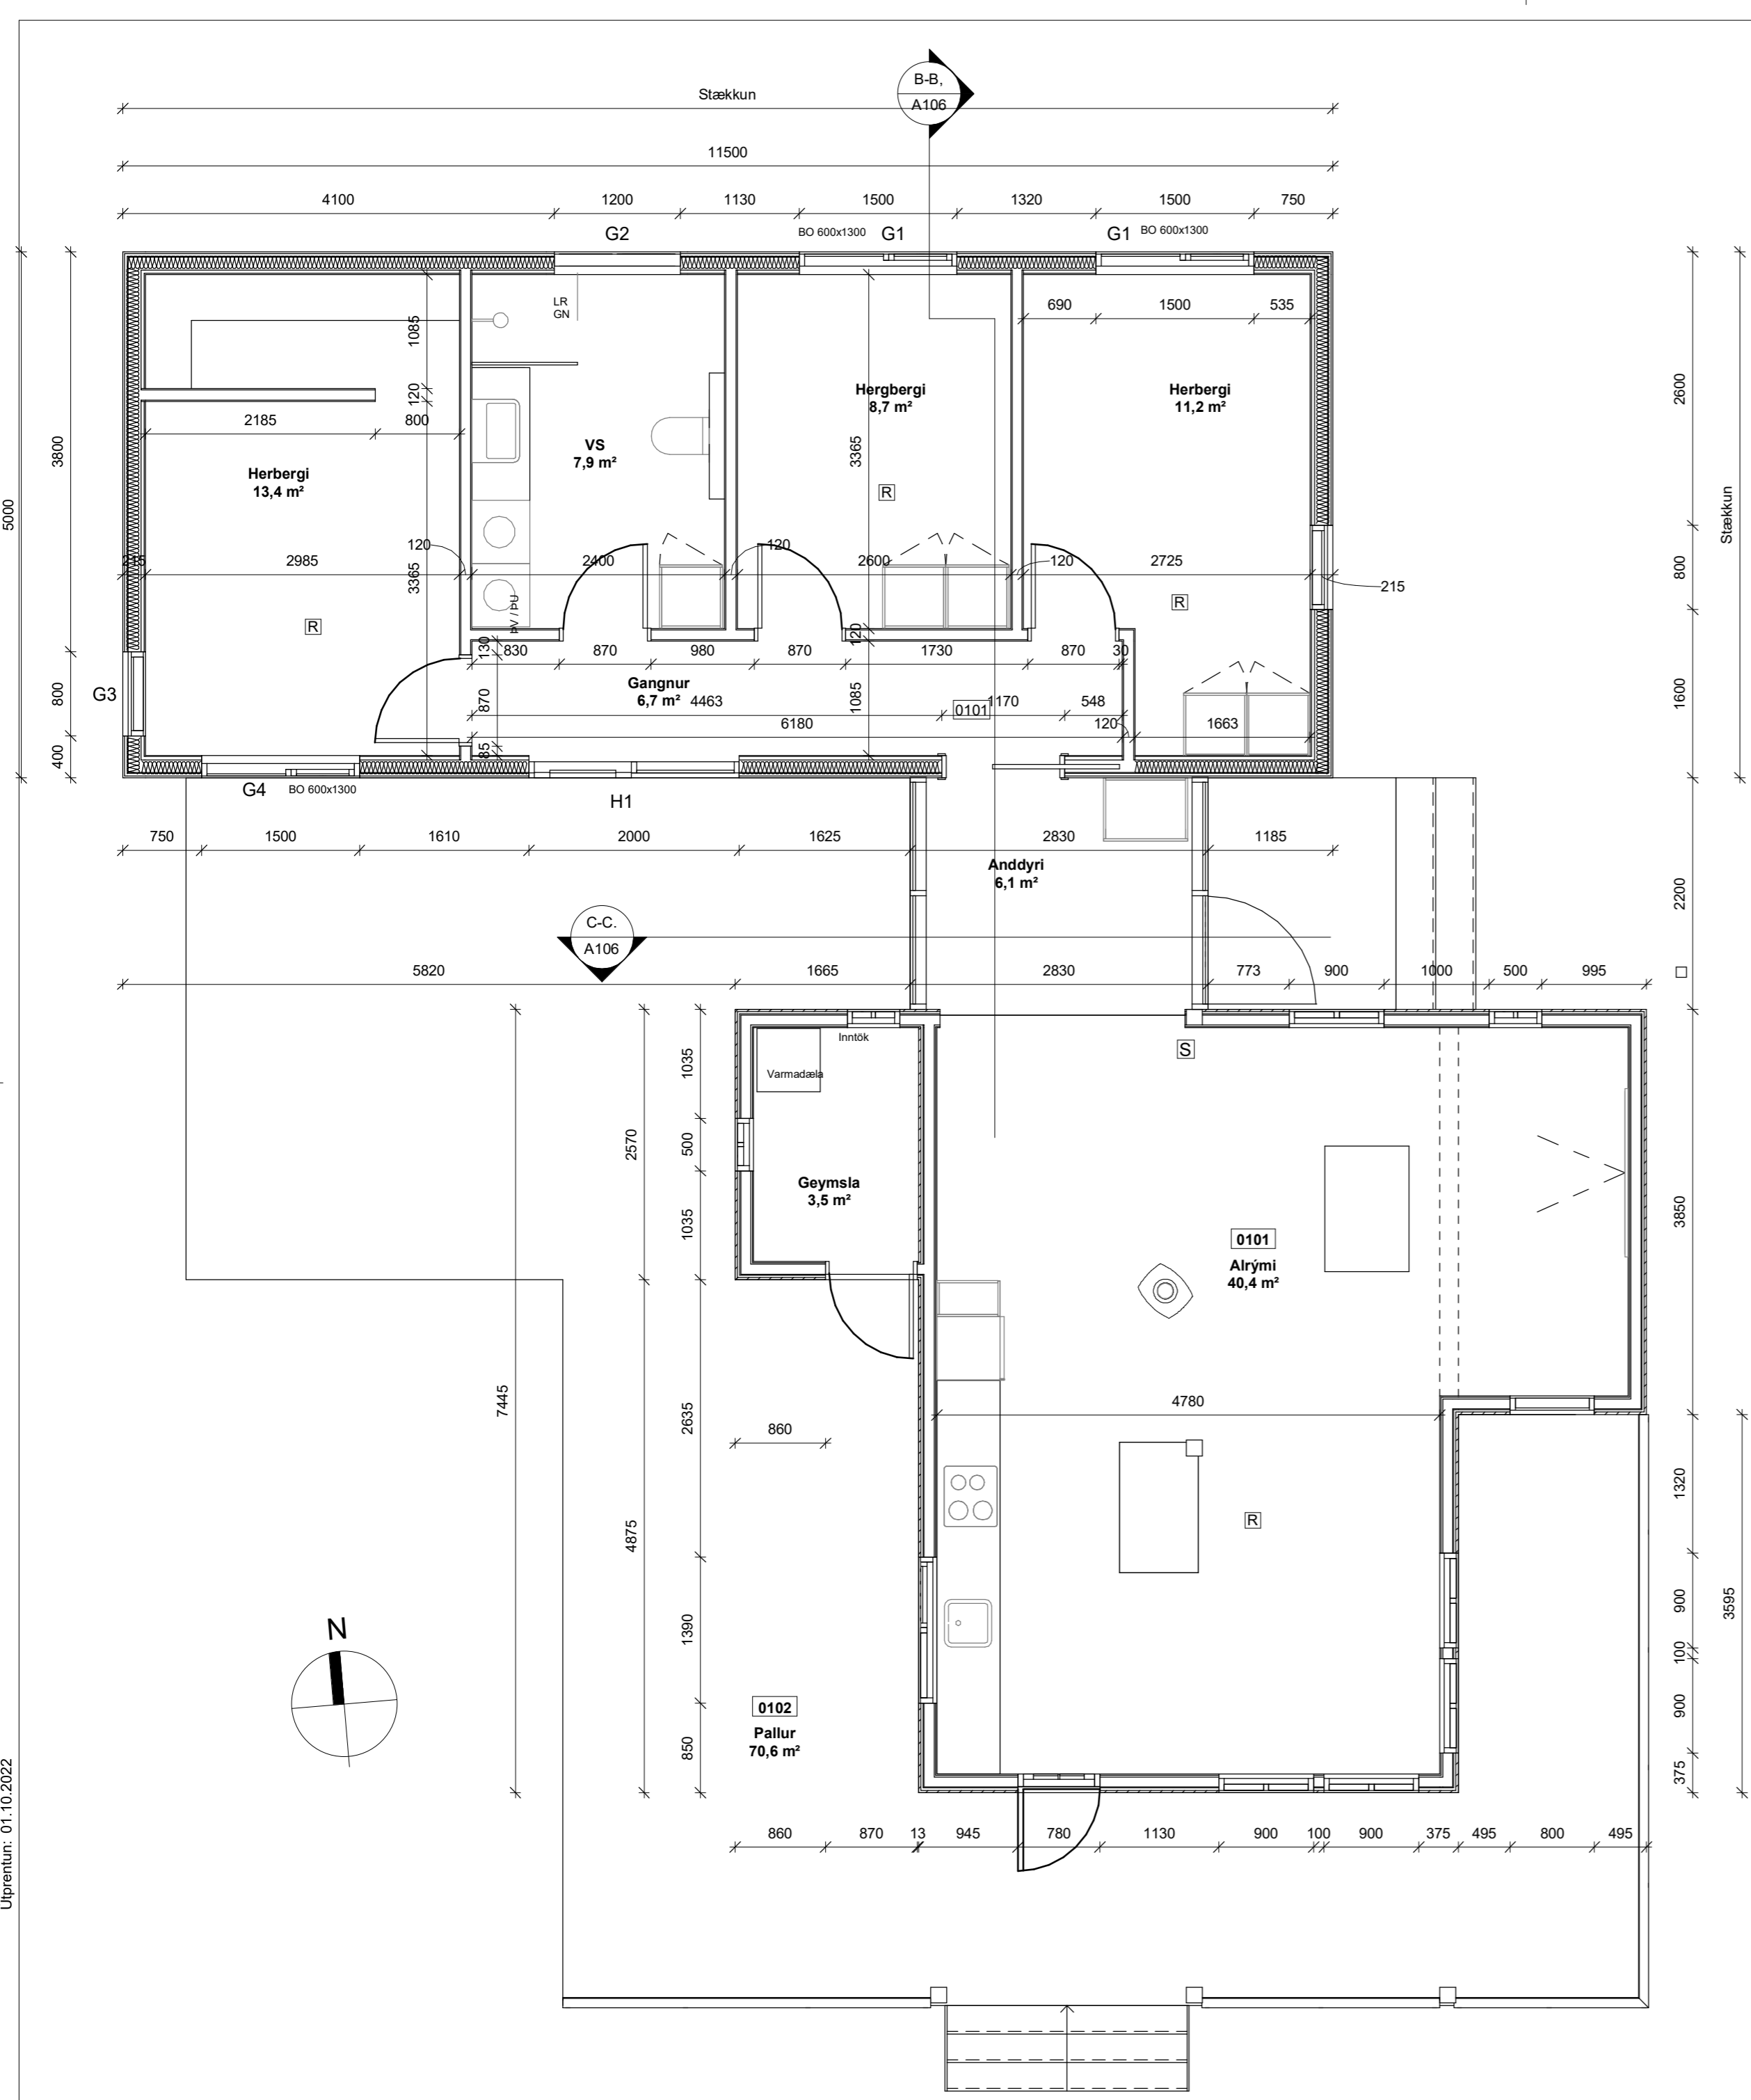 B-B,
A106
Stækkun
11500
4100 1200 1130 1500 1320 1500 750
G2 BO 600x1300 G1 G1 BO 600x1300
LR
GN
690 1500 535
1085
120
2185 800
3800
5000
Herbergi
13,4 m²
VS
7,9 m²
Hergbergi
8,7 m²
Herbergi
11,2 m²
3365
R
2600
Stækkun
120 120 120
215 2985 2400 2600 2725
3365
800
215
R
R
ÞV / ÞU
130
120
830 870 980 870 1730 870 30
Gangnur
6,7 m²
4463 0101 1170 548
870
1085
6180 120 1663
85
1600
G3
800
400
G4 BO 600x1300 H1
750 1500 1610 2000 1625 2830 1185
Anddyri
6,1 m²
2200
C-C.
A106
5820 1665 2830 773 900 1000 500 995
Inntök
S
Varmadæla
1035
500
2570
1035
Geymsla
3,5 m²
0101
Alrými
40,4 m²
3850
7445
2635
4780
860
1320
4875
R
900
3595
1390
100
N
900
0102
Pallur
70,6 m²
850
375
860 870 13 945 780 1130 900 100 900 375 495 800 495
Útprentun: 01.10.2022